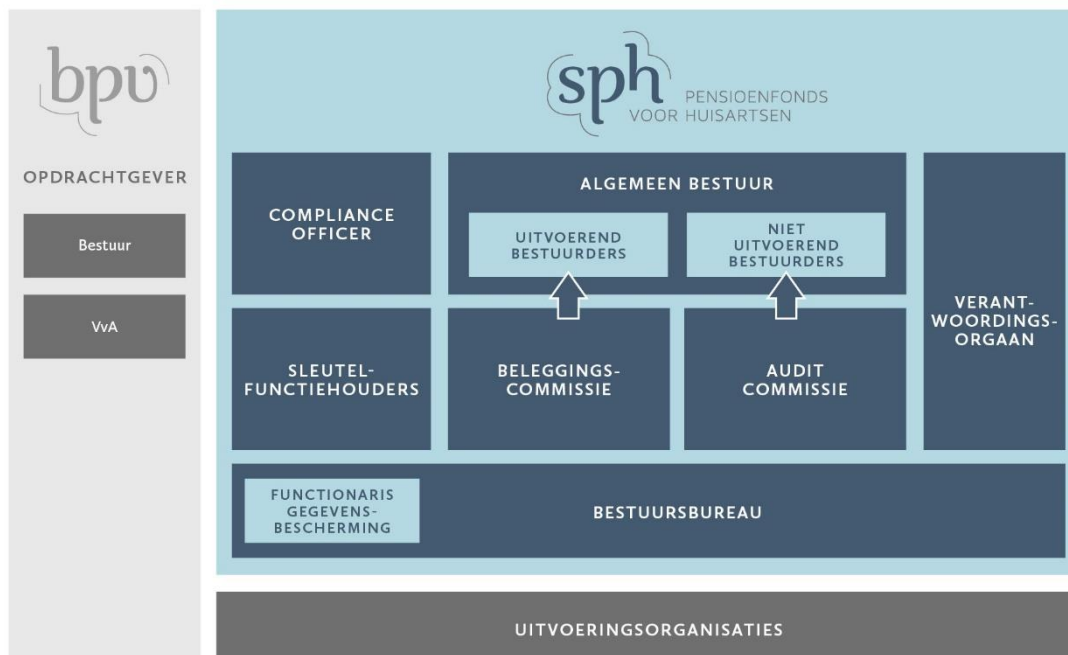 bpv
OPDRACHTGEVER
Bestuur
VvA
sph PENSIOENFONDS
VOOR HUISARTSEN
COMPLIANCE
OFFICER
ALGEMEEN BESTUUR
UITVOEREND
BESTUURDERS
NIET
UITVOEREND
BESTUURDERS
VERANT-
WOORDINGS-
ORGAAN
SLEUTEL-
FUNCTIEHOUDERS
BELEGGINGS-
COMMISSIE
AUDIT
COMMISSIE
FUNCTIONARIS
GEGEVENS-
BESCHERMING
BESTUURSBUREAU
UITVOERINGSORGANISATIES